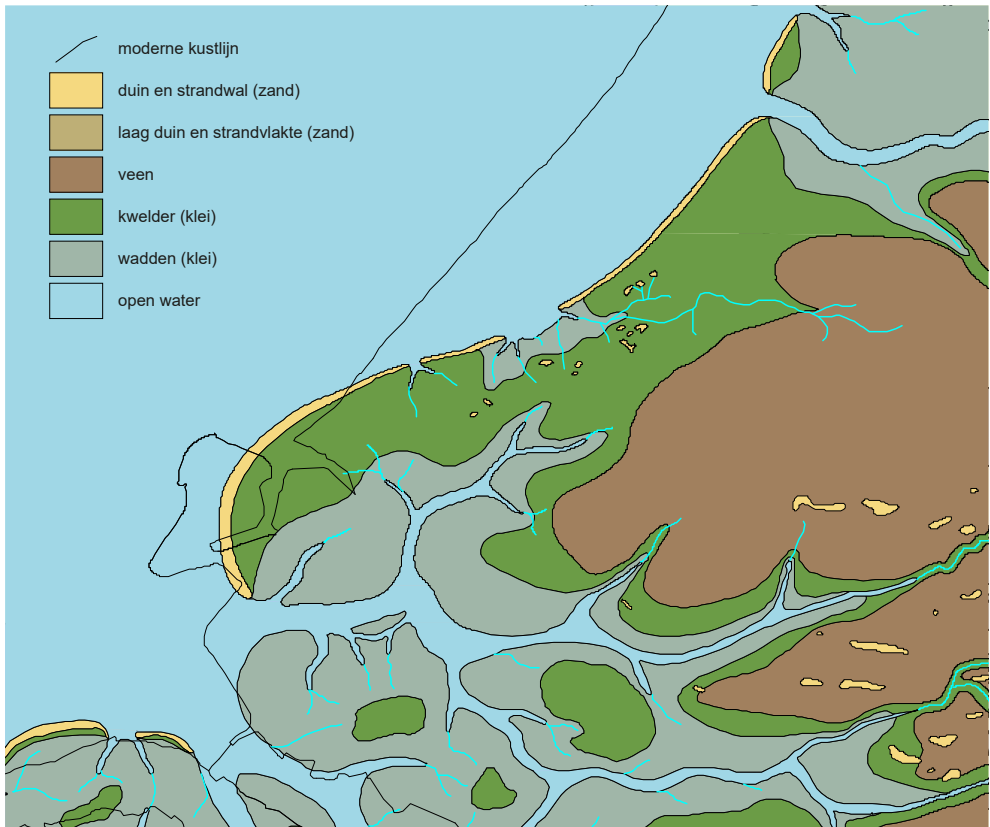 moderne kustlijn
duin en strandwal (zand)
laag duin en strandvlakte (zand)
veen
kwelder (klei)
wadden (klei)
open water